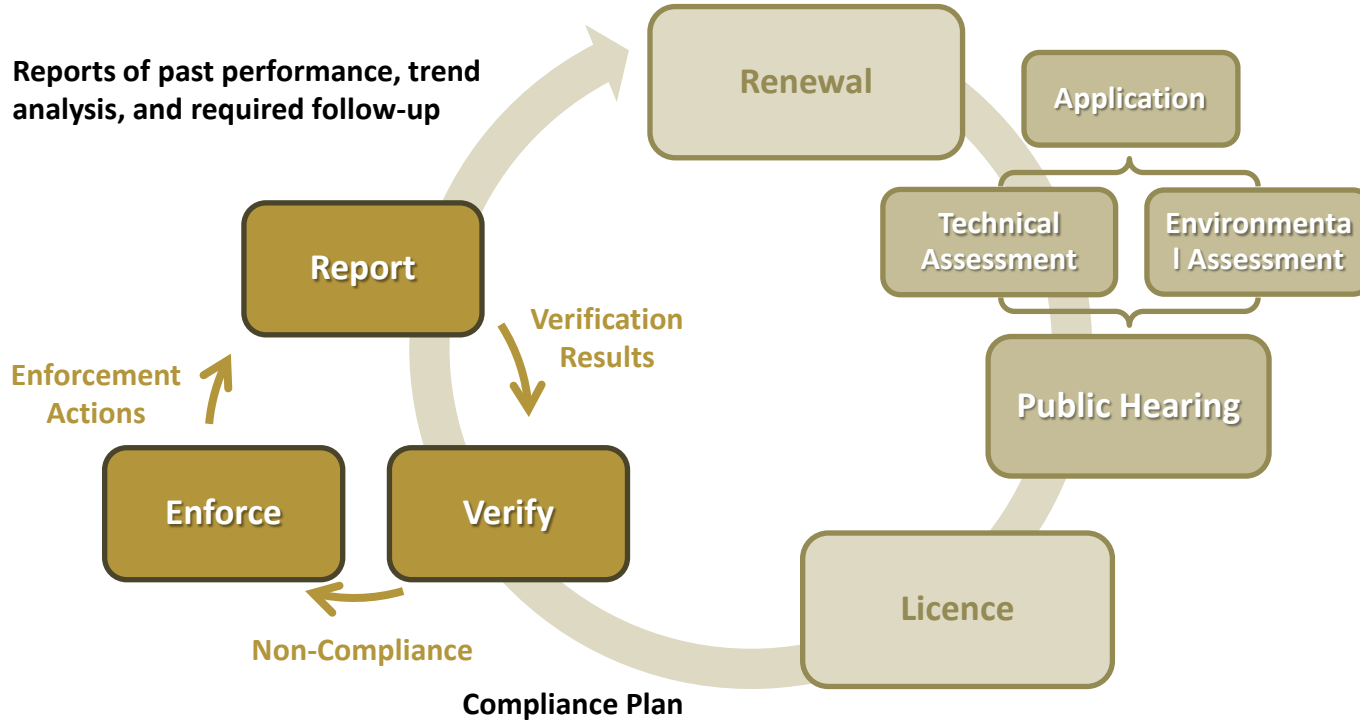 Reports of past performance, trend
analysis, and required follow-up
Renewal
Application
Technical
Assessment
Environmenta
l Assessment
Report
Verification
Results
Enforcement
Actions
Public Hearing
Enforce
Verify
Licence
Non-Compliance
Compliance Plan